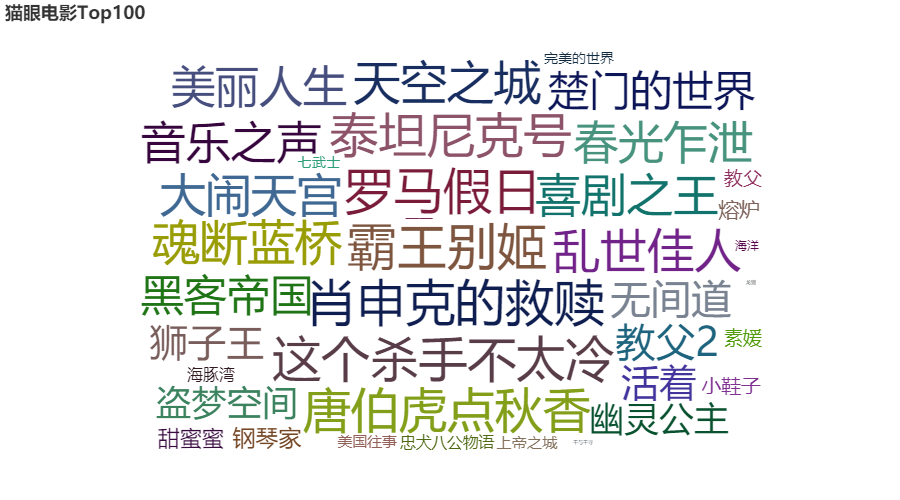 猫眼电影Top100
完美的世界
美丽人生
天空之城
楚门的世界
音乐之声
泰坦尼克号
春光乍泄
七武士
大闹天宫
罗马假日
喜剧之王
教父
熔炉
魂断蓝桥
霸王别姬
乱世佳人
海洋
黑客帝国
肖申克的救赎
无间道
狮子王
这个杀手不太冷
教父2
素媛
海豚湾
活着
小鞋子
盗梦空间
唐伯虎点秋香
幽灵公主
甜蜜蜜
钢琴家
美国往事
忠犬八公物语
上帝之城